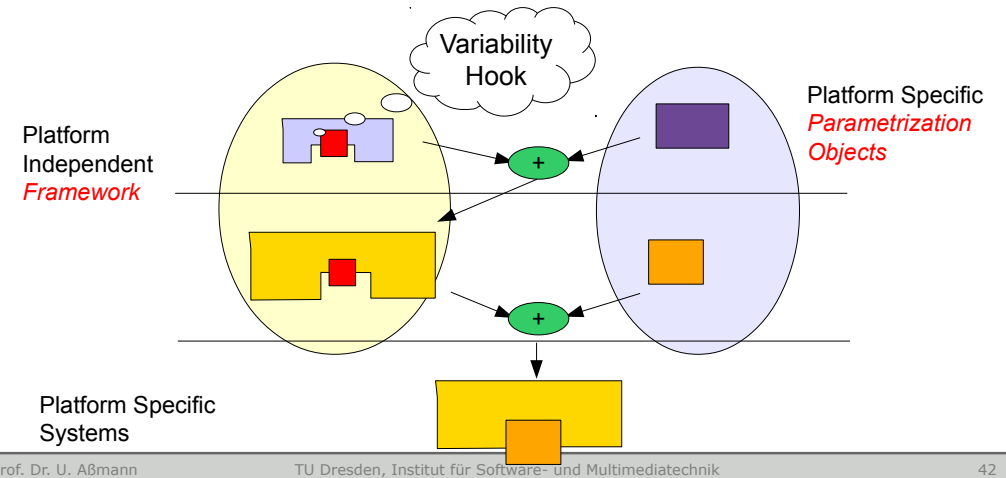 Variability
Hook
Platform
Independent
Framework
Platform Specific
Parametrization
Objects
+
+
Platform Specific
Systems
rof. Dr. U. Aßmann TU Dresden, Institut für Software- und Multimediatechnik 42